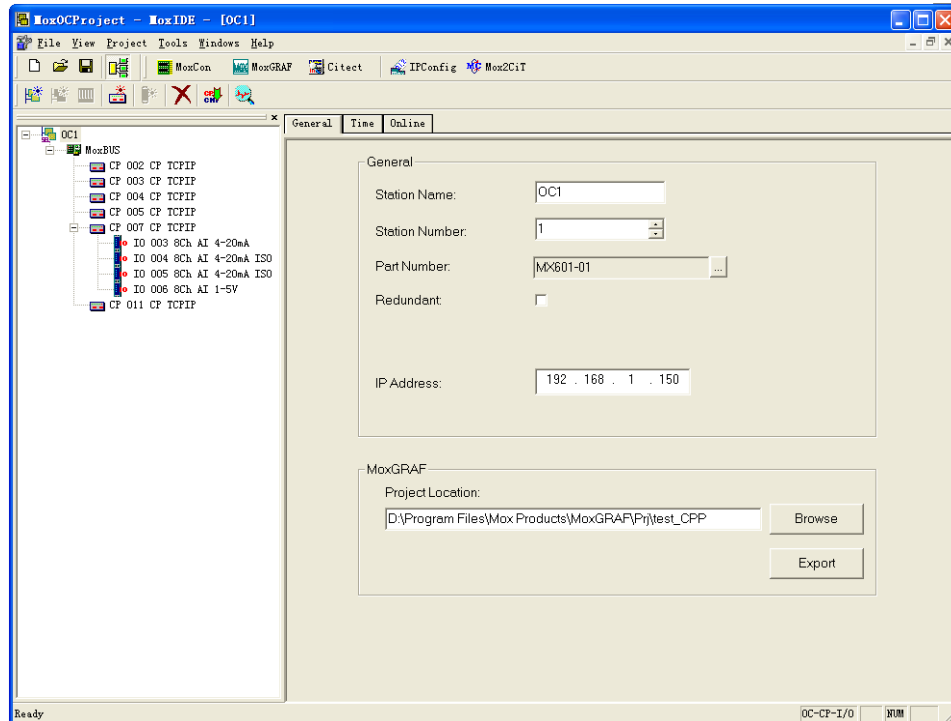 MoxOCProject - MoxIDE - [OC1]
File View Project Tools Windows Help
MoxCon MoxGRAF Citect IPConfig Mox2CiT
General Time Online
OC1
MoxBUS
CP 002 CP TCPIP
CP 003 CP TCPIP
CP 004 CP TCPIP
CP 005 CP TCPIP
CP 007 CP TCPIP
IO 003 8Ch AI 4-20mA
IO 004 8Ch AI 4-20mA ISO
IO 005 8Ch AI 4-20mA ISO
IO 006 8Ch AI 1-5V
CP 011 CP TCPIP
General
Station Name: OC1
Station Number: 1
Part Number: MX601-01 ...
Redundant:
IP Address: 192 . 168 . 1 . 150
MoxGRAF
Project Location:
D:\Program Files\Mox Products\MoxGRAF\Prj\test_CPP Browse
Export
Ready OC-CP-I/O NUM